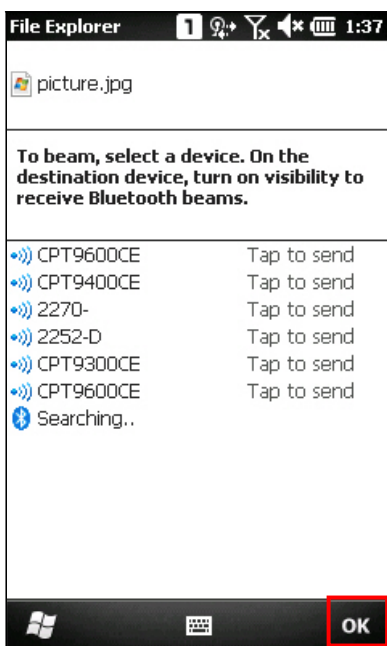 File Explorer 1 1:37
picture.jpg
To beam, select a device. On the
destination device, turn on visibility to
receive Bluetooth beams.
CPT9600CE Tap to send
CPT9400CE Tap to send
2270- Tap to send
2252-D Tap to send
CPT9300CE Tap to send
CPT9600CE Tap to send
Searching..
OK